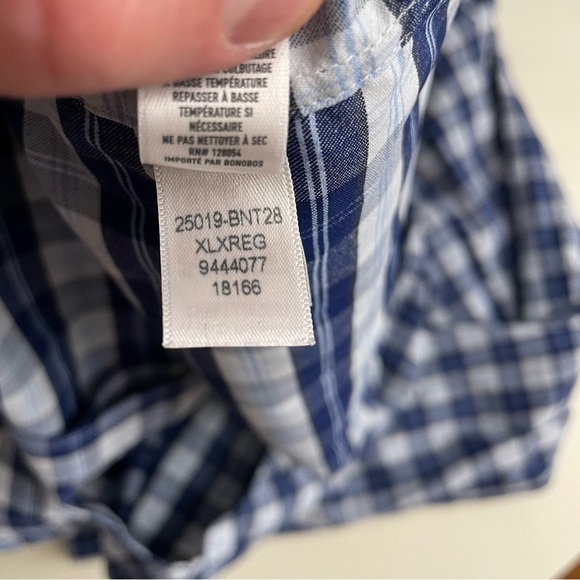 CULBUTAGE
À BASSE TEMPÉRATURE
REPASSER À BASSE
TEMPÉRATURE SI
NÉCESSAIRE
NE PAS NETTOYER À SEC
RN# 128054
IMPORTÉ PAR BONOBOS
25019-BNT28
XLXREG
9444077
18166